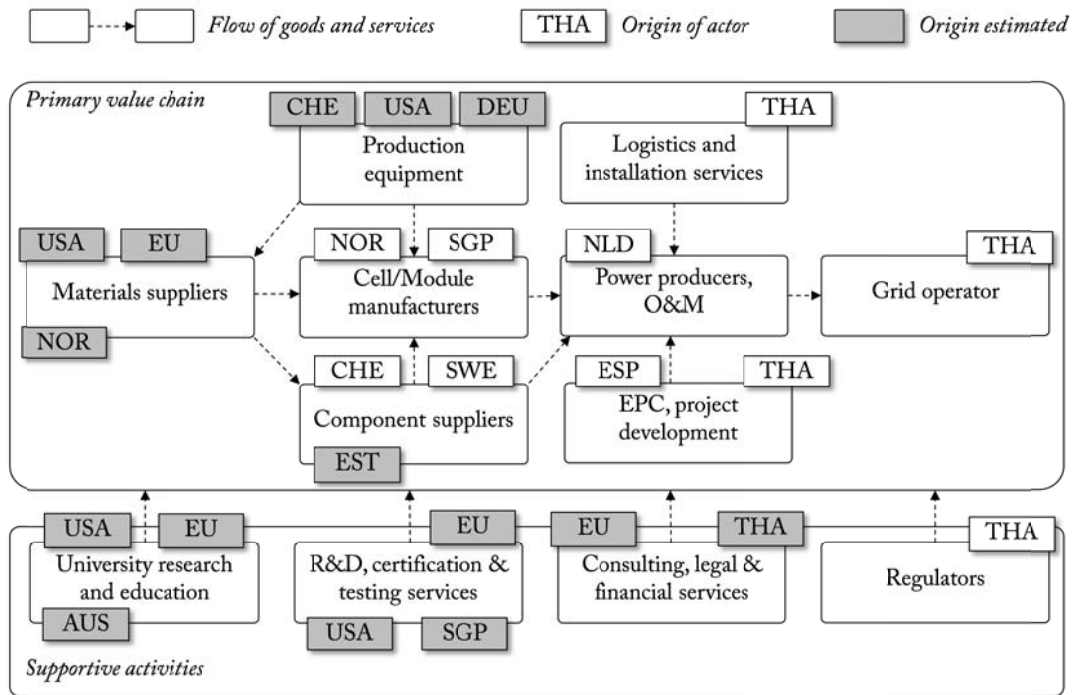 Flow of goods and services
THA
Origin of actor
Origin estimated
Primary value chain
CHE
USA
DEU
Production
equipment
THA
Logistics and
installation services
USA
EU
Materials suppliers
NOR
NOR
SGP
Cell/Module
manufacturers
NLD
Power producers,
O&M
THA
Grid operator
CHE
SWE
Component suppliers
EST
ESP
THA
EPC, project
development
USA
EU
University research
and education
AUS
EU
R&D, certification &
testing services
USA
SGP
EU
THA
Consulting, legal &
financial services
THA
Regulators
Supportive activities